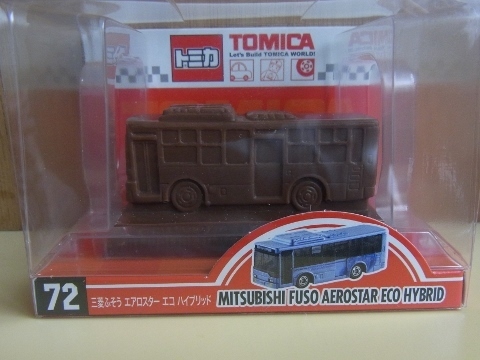 トミカ TOMICA
Let's Build TOMICA WORLD!
72 三菱ふそう エアロスター エコ ハイブリッド MITSUBISHI FUSO AEROSTAR ECO HYBRID